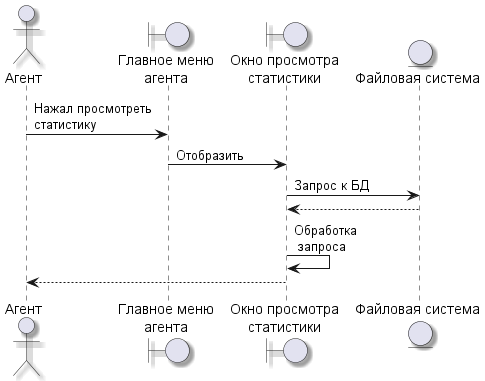 Агент
Главное меню
агента
Окно просмотра
статистики
Файловая система
Нажал просмотреть
статистику
Отобразить
Запрос к БД
Обработка
запроса
Агент
Главное меню
агента
Окно просмотра
статистики
Файловая система